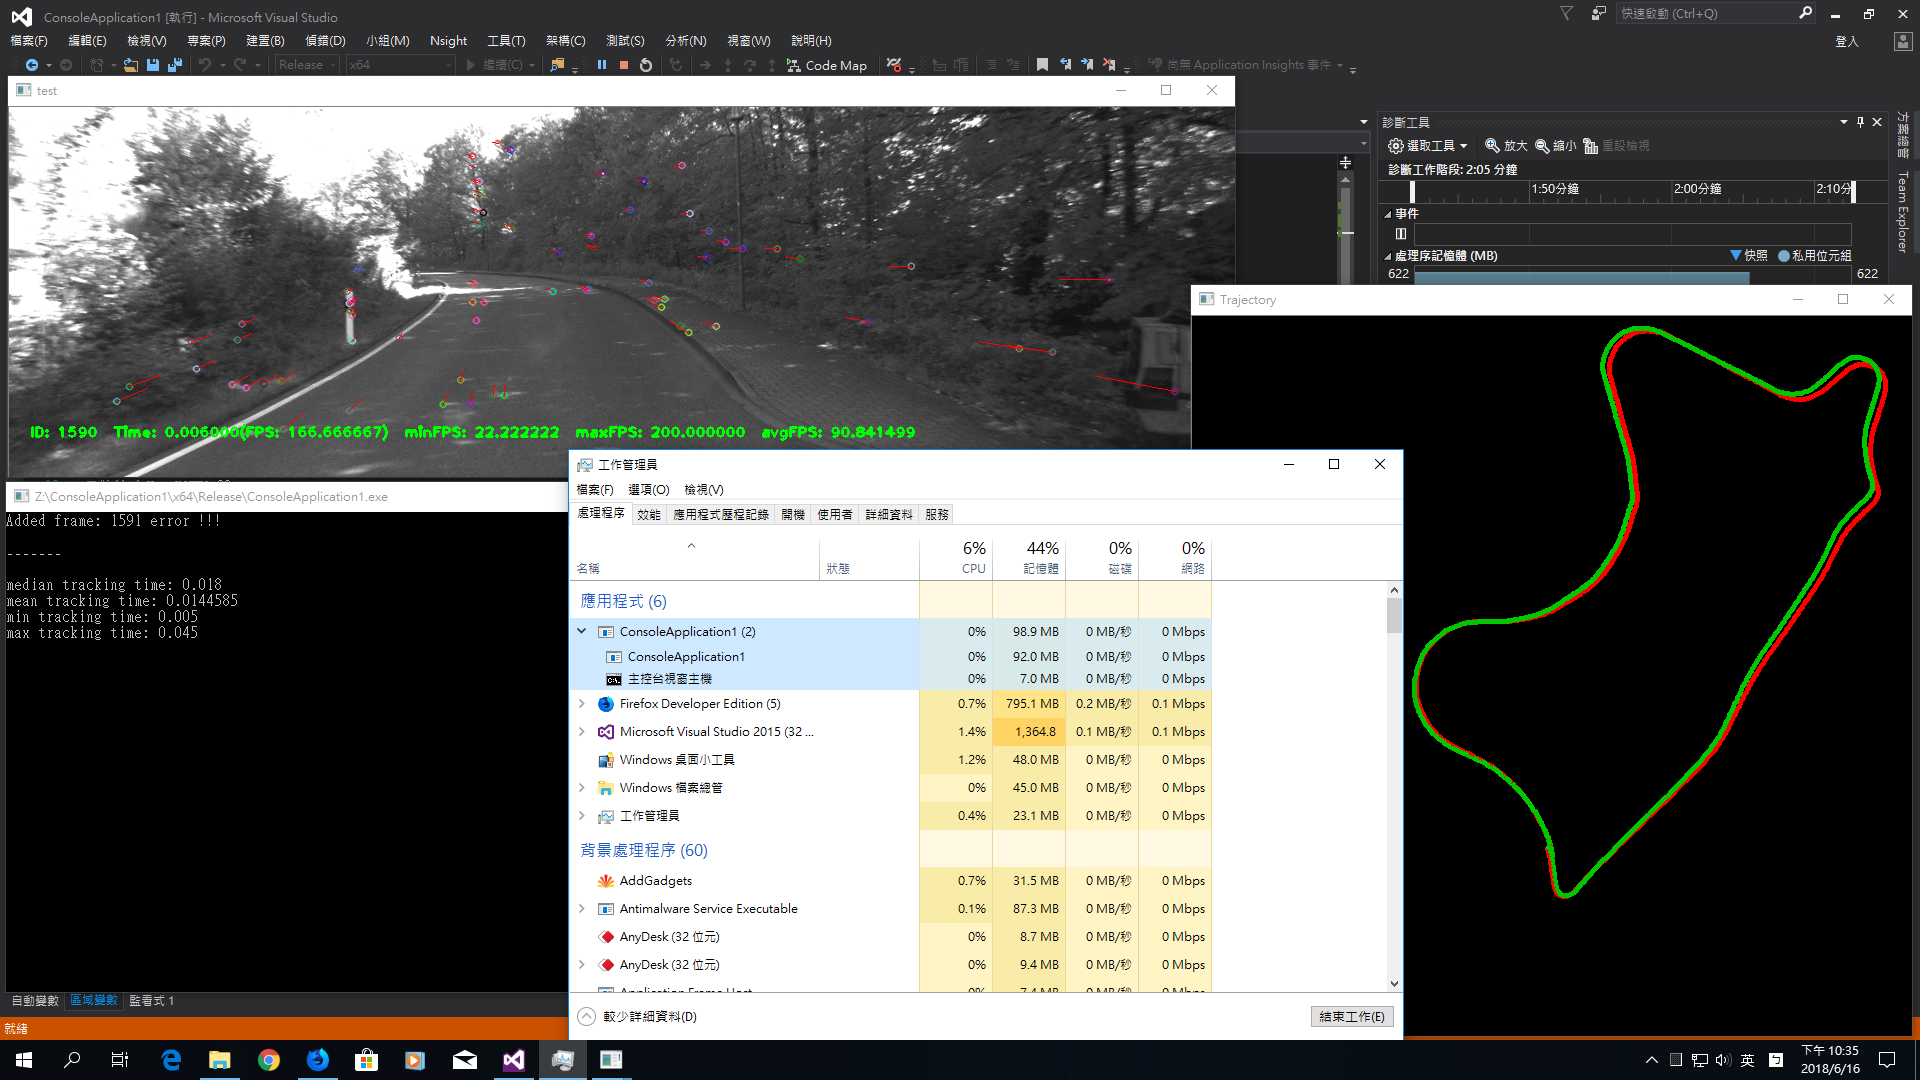 ConsoleApplication1 [執行] - Microsoft Visual Studio
快速啟動 (Ctrl+Q)
檔案(F) 編輯(E) 檢視(V) 專案(P) 建置(B) 偵錯(D) 小組(M) Nsight 工具(T) 架構(C) 測試(S) 分析(N) 視窗(W) 說明(H)
登入
Release x64 繼續(C) Code Map 尚無 Application Insights 事件
test
ID: 1590 Time: 0.006000(FPS: 166.666667) minFPS: 22.222222 maxFPS: 200.000000 avgFPS: 90.841499
診斷工具
選取工具 放大 縮小 重設檢視
診斷工作階段: 2:05 分鐘
1:50分鐘 2:00分鐘 2:10分
事件
處理序記憶體 (MB) 快照 私用位元組
622 622
方案總管
Team Explorer
Trajectory
Z:\ConsoleApplication1\x64\Release\ConsoleApplication1.exe
Added frame: 1591 error !!!
-------
median tracking time: 0.018
mean tracking time: 0.0144585
min tracking time: 0.005
max tracking time: 0.045
工作管理員
檔案(F) 選項(O) 檢視(V)
處理程序 效能 應用程式歷程記錄 開機 使用者 詳細資料 服務
6% 44% 0% 0%
名稱 狀態 CPU 記憶體 磁碟 網路
應用程式 (6)
ConsoleApplication1 (2) 0% 98.9 MB 0 MB/秒 0 Mbps
ConsoleApplication1 0% 92.0 MB 0 MB/秒 0 Mbps
主控台視窗主機 0% 7.0 MB 0 MB/秒 0 Mbps
Firefox Developer Edition (5) 0.7% 795.1 MB 0.2 MB/秒 0.1 Mbps
Microsoft Visual Studio 2015 (32 ... 1.4% 1,364.8 0.1 MB/秒 0.1 Mbps
Windows 桌面小工具 1.2% 48.0 MB 0 MB/秒 0 Mbps
Windows 檔案總管 0% 45.0 MB 0 MB/秒 0 Mbps
工作管理員 0.4% 23.1 MB 0 MB/秒 0 Mbps
背景處理程序 (60)
AddGadgets 0.7% 31.5 MB 0 MB/秒 0 Mbps
Antimalware Service Executable 0.1% 87.3 MB 0 MB/秒 0 Mbps
AnyDesk (32 位元) 0% 8.7 MB 0 MB/秒 0 Mbps
AnyDesk (32 位元) 0% 9.4 MB 0 MB/秒 0 Mbps
Application Frame Host 0% 7.4 MB 0 MB/秒 0 Mbps
較少詳細資料(D) 結束工作(E)
自動變數 區域變數 監看式 1
就緒
英
下午 10:35
2018/6/16